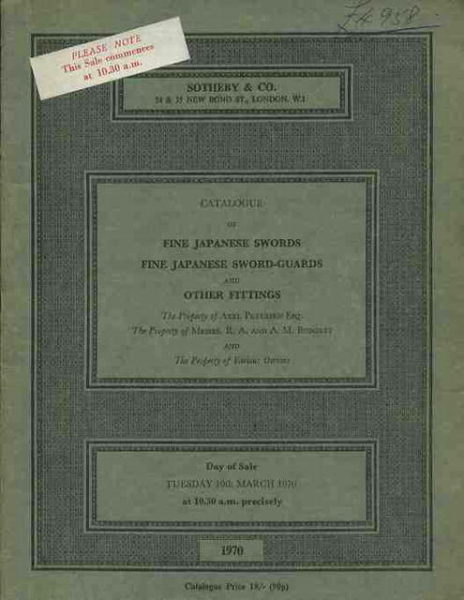 PLEASE NOTE
This Sale commences
at 10.30 a.m.
SOTHEBY & CO.
34 & 35 NEW BOND ST., LONDON, W.1
CATALOGUE
OF
FINE JAPANESE SWORDS
FINE JAPANESE SWORD-GUARDS
AND
OTHER FITTINGS
The Property of AXEL PETERSEN Esq.
The Property of MESSRS. R. A. AND A. M.
AND
The Property of Various Owners
Day of Sale
TUESDAY 10th MARCH 1970
at 10.30 a.m. precisely
1970
Catalogue Price 18/- (90p)